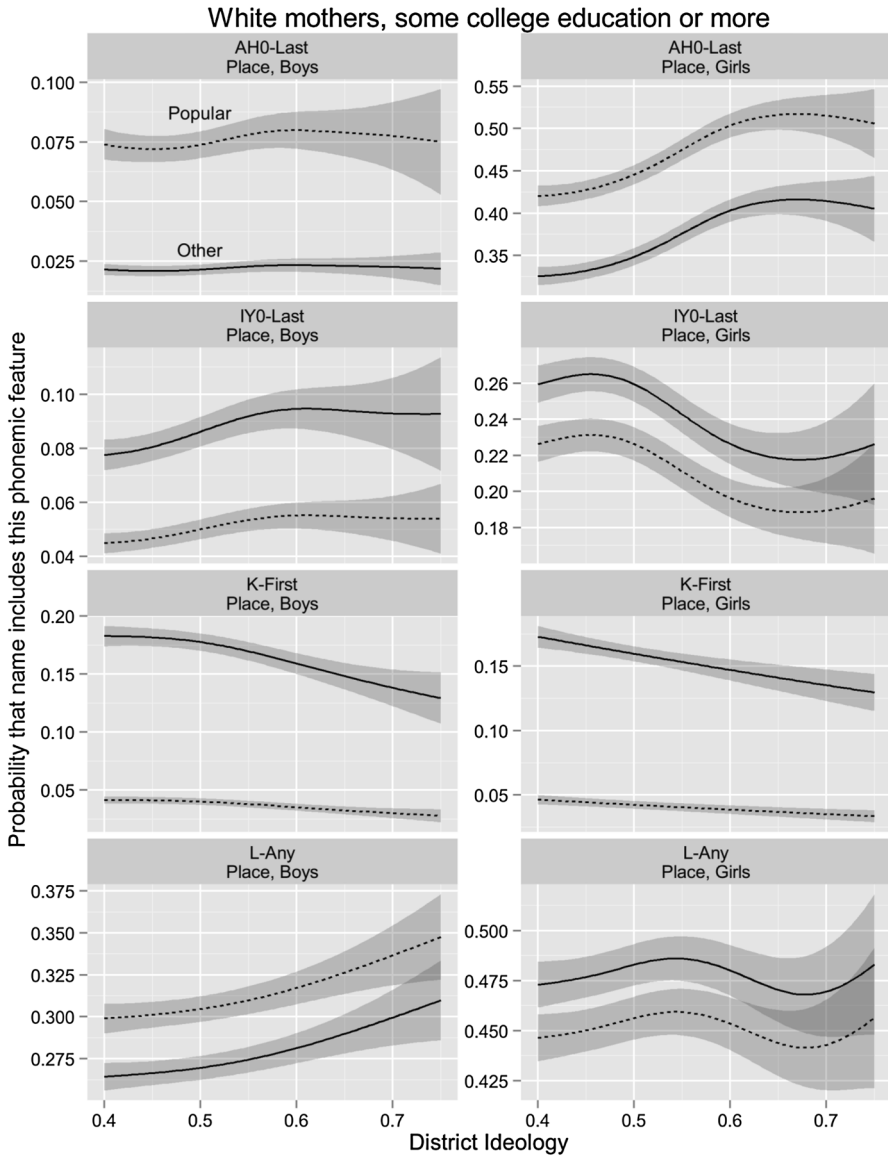 White mothers, some college education or more
Probability that name includes this phonemic feature
AH0-Last
Place, Boys
0.100
0.075
0.050
0.025
Popular
Other
AH0-Last
Place, Girls
0.55
0.50
0.45
0.40
0.35
IY0-Last
Place, Boys
0.10
0.08
0.06
0.04
IY0-Last
Place, Girls
0.26
0.24
0.22
0.20
0.18
K-First
Place, Boys
0.20
0.15
0.10
0.05
K-First
Place, Girls
0.15
0.10
0.05
L-Any
Place, Boys
0.375
0.350
0.325
0.300
0.275
L-Any
Place, Girls
0.500
0.475
0.450
0.425
0.4 0.5 0.6 0.7
0.4 0.5 0.6 0.7
District Ideology